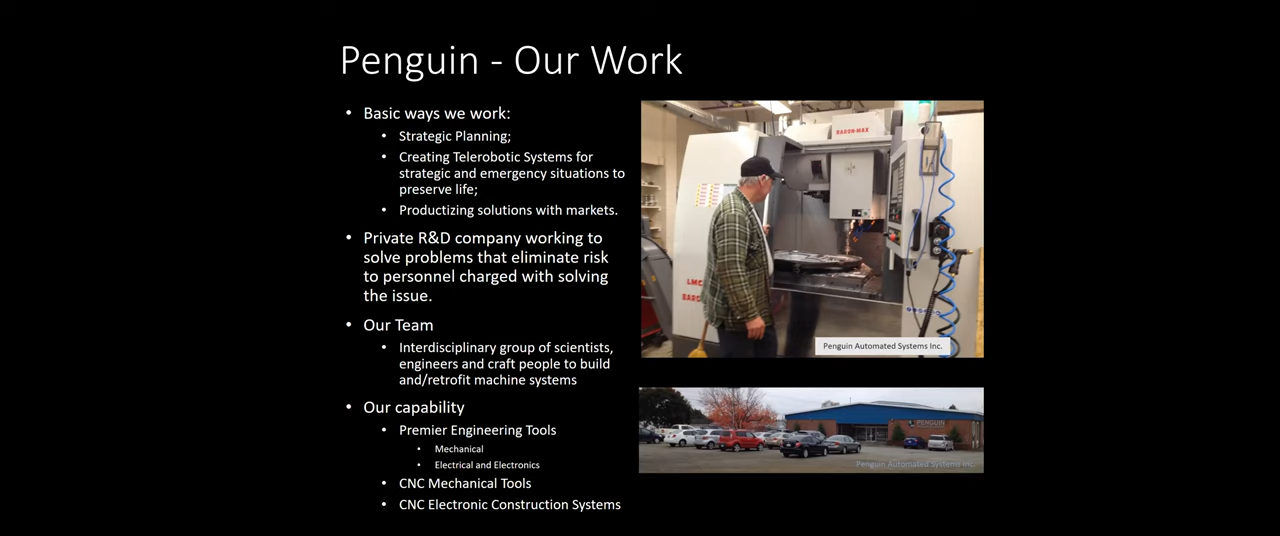 Penguin - Our Work
• Basic ways we work:
• Strategic Planning;
• Creating Telerobotic Systems for
strategic and emergency situations to
preserve life;
• Productizing solutions with markets.
• Private R&D company working to
solve problems that eliminate risk
to personnel charged with solving
the issue.
• Our Team
• Interdisciplinary group of scientists,
engineers and craft people to build
and/retrofit machine systems
• Our capability
• Premier Engineering Tools
• Mechanical
• Electrical and Electronics
• CNC Mechanical Tools
• CNC Electronic Construction Systems
BARON-MAX
LMC
Penguin Automated Systems Inc.
PENGUIN
Penguin Automated Systems Inc.